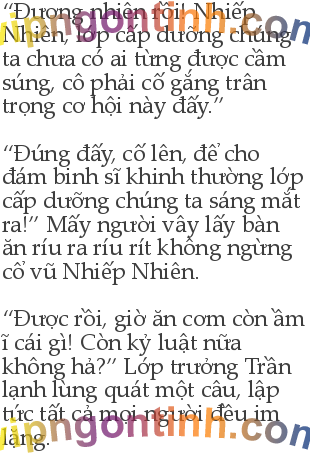 “Đương nhiên rồi, Nhiếp
Nhiên, lớp cấp dưỡng chúng
ta chưa có ai từng được cầm
súng, cô phải cố gắng trân
trọng cơ hội này đấy.”
“Đúng đấy, cố lên, để cho
đám binh sĩ khinh thường lớp
cấp dưỡng chúng ta sáng mắt
ra!” Mấy người vây lấy bàn
ăn ríu ra ríu rít không ngừng
cổ vũ Nhiếp Nhiên.
“Được rồi, giờ ăn cơm còn ầm
ĩ cái gì! Còn kỷ luật nữa
không hả?” Lớp trưởng Trần
lạnh lùng quát một câu, lập
tức tất cả mọi người đều im
lặng.
vipngontinh.com
vipngontinh.com